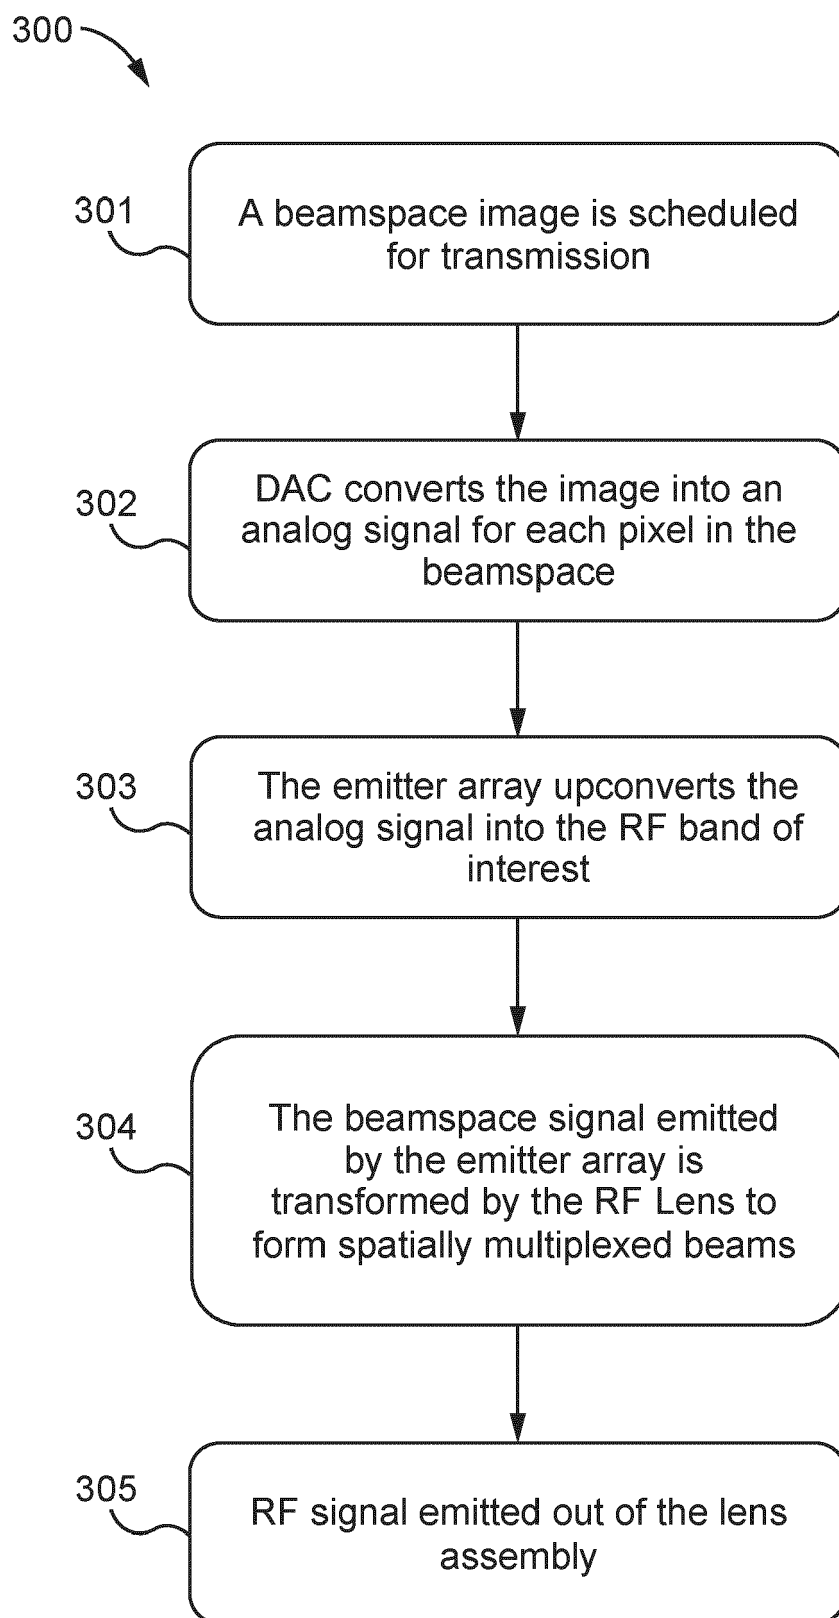 300
301
A beamspace image is scheduled
for transmission
302
DAC converts the image into an
analog signal for each pixel in the
beamspace
303
The emitter array upconverts the
analog signal into the RF band of
interest
304
The beamspace signal emitted
by the emitter array is
transformed by the RF Lens to
form spatially multiplexed beams
305
RF signal emitted out of the lens
assembly